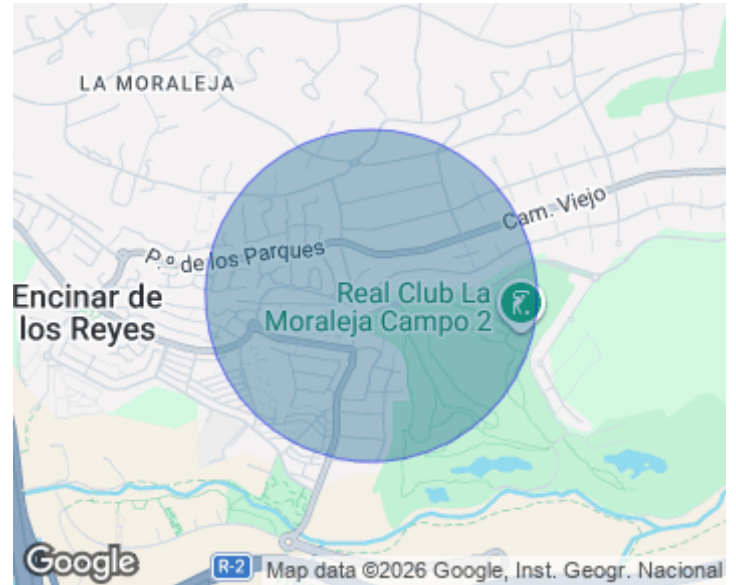 LA MORALEJA
Cam. Viejo
P.º de los Parques
Encinar de
los Reyes
Real Club La
Moraleja Campo 2
Google
R-2
Map data ©2026 Google, Inst. Geogr. Nacional